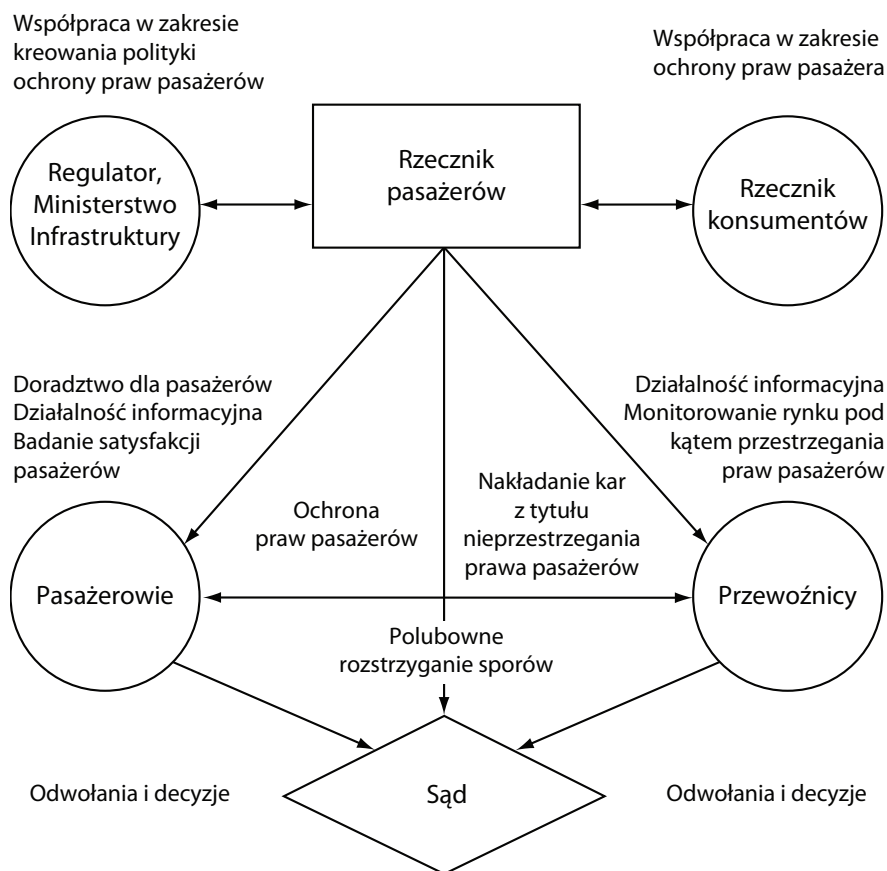 Współpraca w zakresie
kreowania polityki
ochrony praw pasażerów
Współpraca w zakresie
ochrony praw pasażera
Regulator,
Ministerstwo
Infrastruktury
Rzecznik
pasażerów
Rzecznik
konsumentów
Doradztwo dla pasażerów
Działalność informacyjna
Badanie satysfakcji
pasażerów
Działalność informacyjna
Monitorowanie rynku pod
kątem przestrzegania
praw pasażerów
Ochrona
praw pasażerów
Nakładanie kar
z tytułu
nieprzestrzegania
prawa pasażerów
Pasażerowie
Przewoźnicy
Polubowne
rozstrzyganie sporów
Odwołania i decyzje
Sąd
Odwołania i decyzje